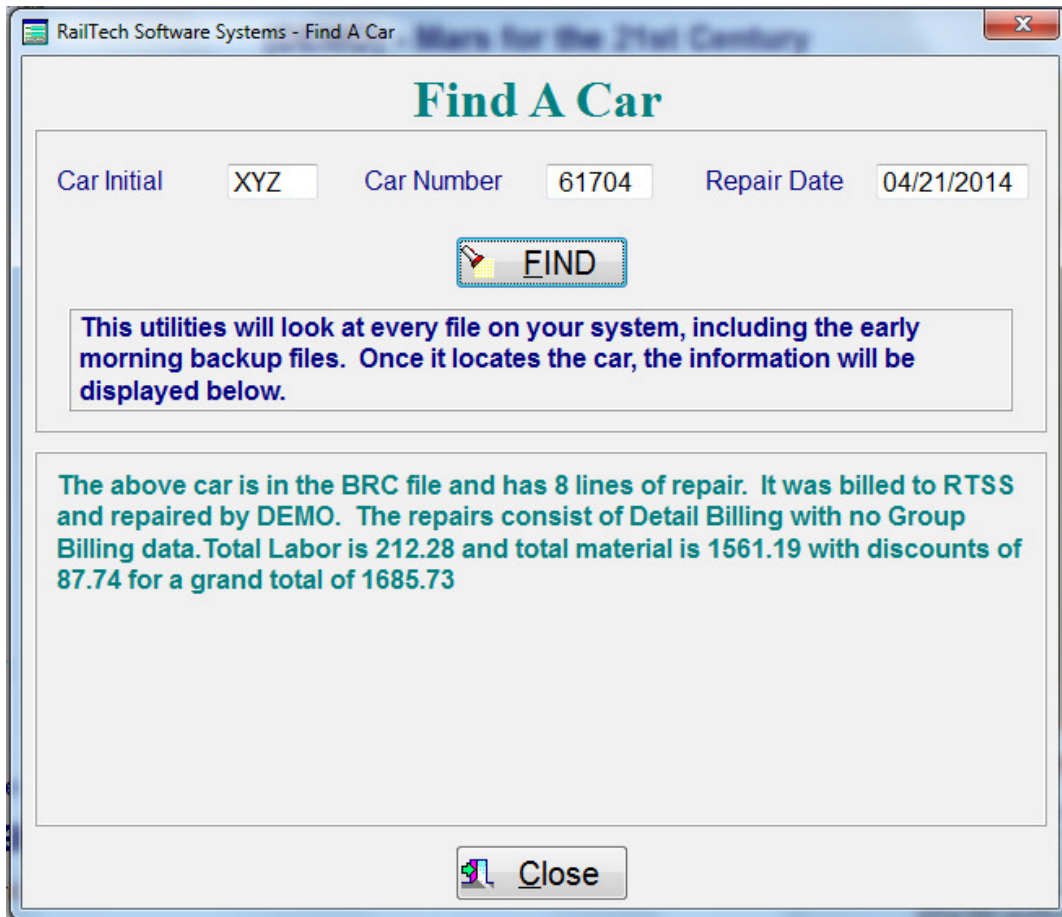 RailTech Software Systems - Find A Car
- Mars for the 21st Century
Find A Car
Car Initial XYZ Car Number 61704 Repair Date 04/21/2014
FIND
This utilities will look at every file on your system, including the early
morning backup files. Once it locates the car, the information will be
displayed below.
The above car is in the BRC file and has 8 lines of repair. It was billed to RTSS
and repaired by DEMO. The repairs consist of Detail Billing with no Group
Billing data.Total Labor is 212.28 and total material is 1561.19 with discounts of
87.74 for a grand total of 1685.73
Close